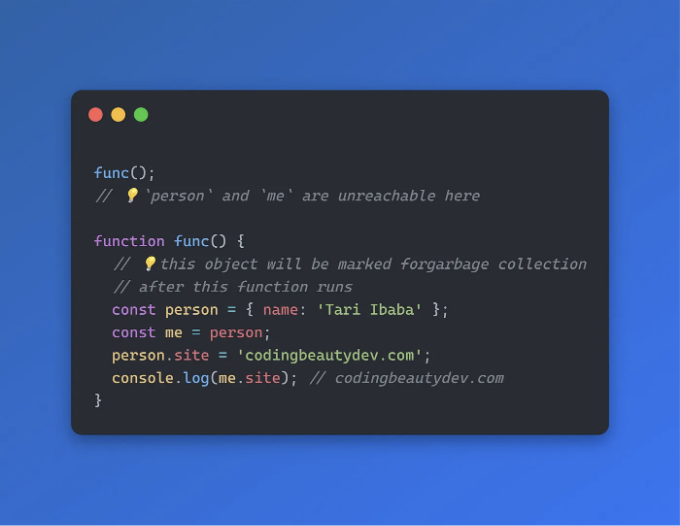 func();
// 💡`person` and `me` are unreachable here
function func() {
// 💡this object will be marked forgarbage collection
// after this function runs
const person = { name: 'Tari Ibaba' };
const me = person;
person.site = 'codingbeautydev.com';
console.log(me.site); // codingbeautydev.com
}